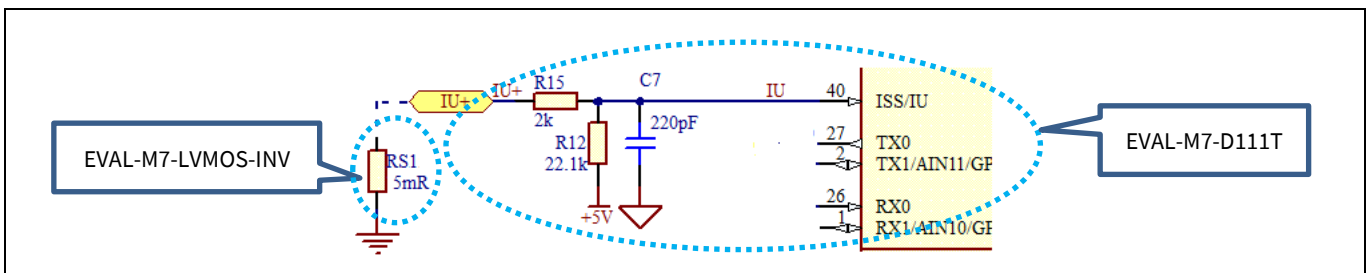 EVAL-M7-LVMOS-INV
RS1
5mR
IU+
IU+
R15
2k
R12
22.1k
+5V
C7
220pF
IU
40
ISS/IU
27
TX0
2
TX1/AIN11/GP
26
RX0
1
RX1/AIN10/GP
EVAL-M7-D111T